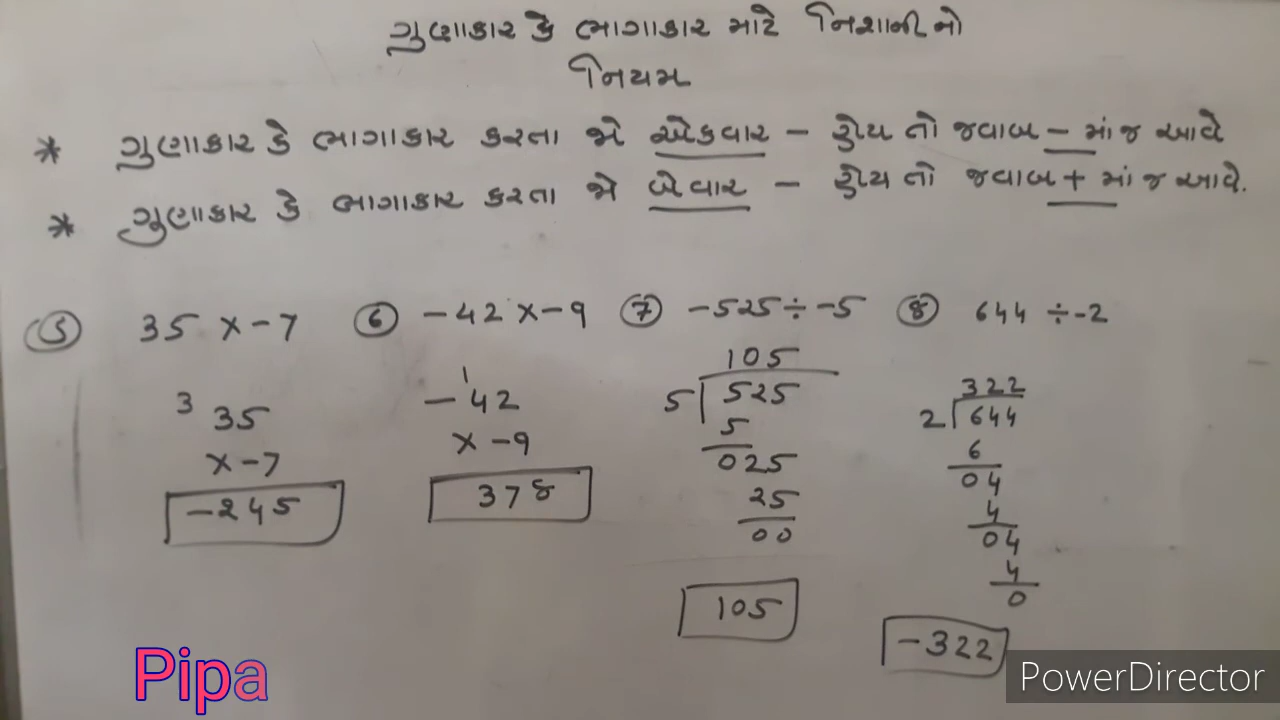 ગુણાકાર કે ભાગાકાર માટે નિશાની નો
નિયમ
* ગુણાકાર કે ભાગાકાર કરતા જો એકવાર - હોય તો જવાબ - માં જ આવે
* ગુણાકાર કે ભાગાકાર કરતા જો બેવાર - હોય તો જવાબ + માં જ આવે.
5 35 x -7
3
35
x -7
-245
6 -42 x -9
1
-42
x -9
378
7 -525 ÷ -5
105
5 525
5
025
25
00
105
8 644 ÷ -2
322
2 644
6
04
4
04
4
0
-322
Pipa
PowerDirector